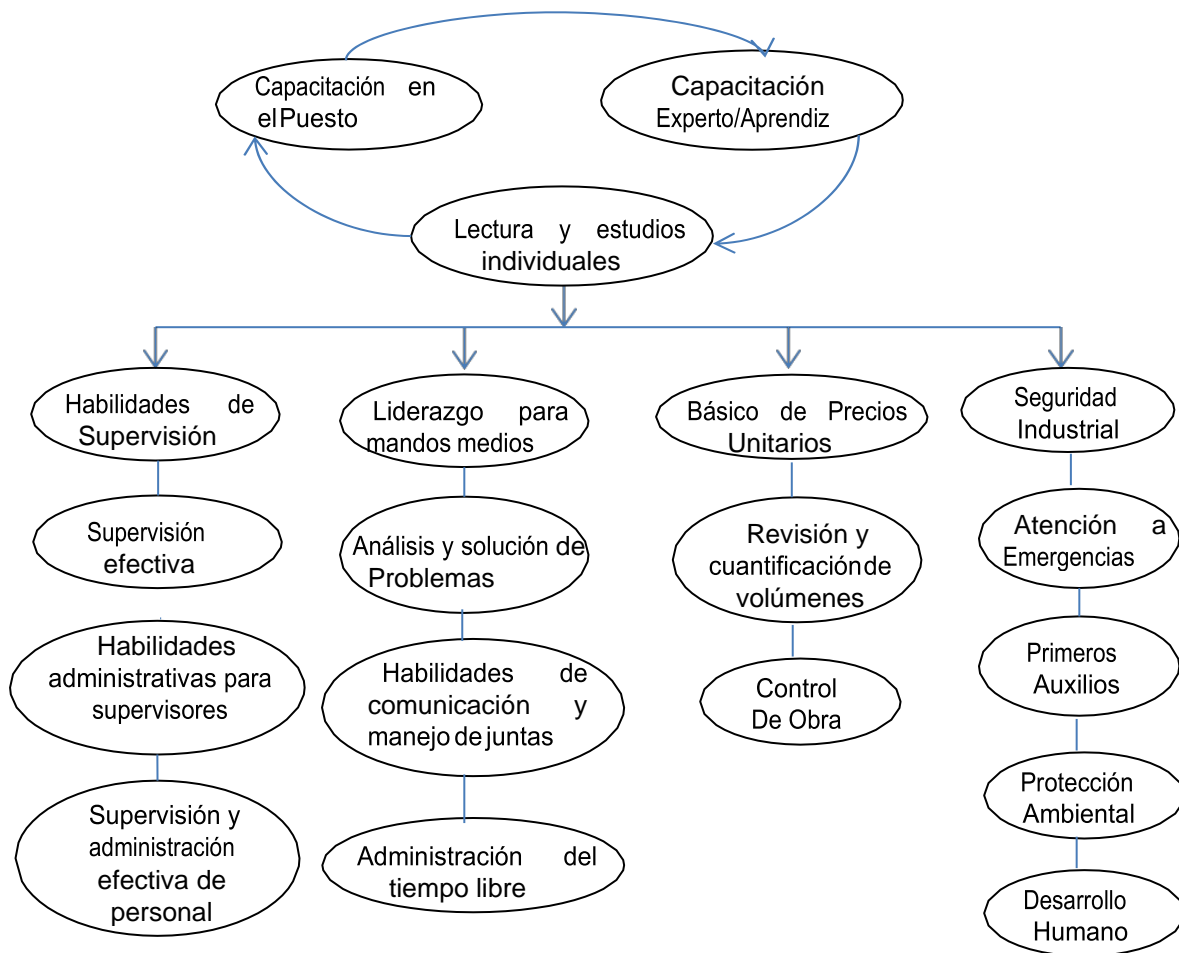 Capacitación en
el Puesto
Capacitación
Experto/Aprendiz
Lectura y estudios
individuales
Habilidades de
Supervisión
Liderazgo para
mandos medios
Básico de Precios
Unitarios
Seguridad
Industrial
Supervisión
efectiva
Análisis y solución de
Problemas
Revisión y
cuantificación de
volúmenes
Atención a
Emergencias
Habilidades
administrativas para
supervisores
Habilidades de
comunicación y
manejo de juntas
Control
De Obra
Primeros
Auxilios
Supervisión y
administración
efectiva de
personal
Administración del
tiempo libre
Protección
Ambiental
Desarrollo
Humano